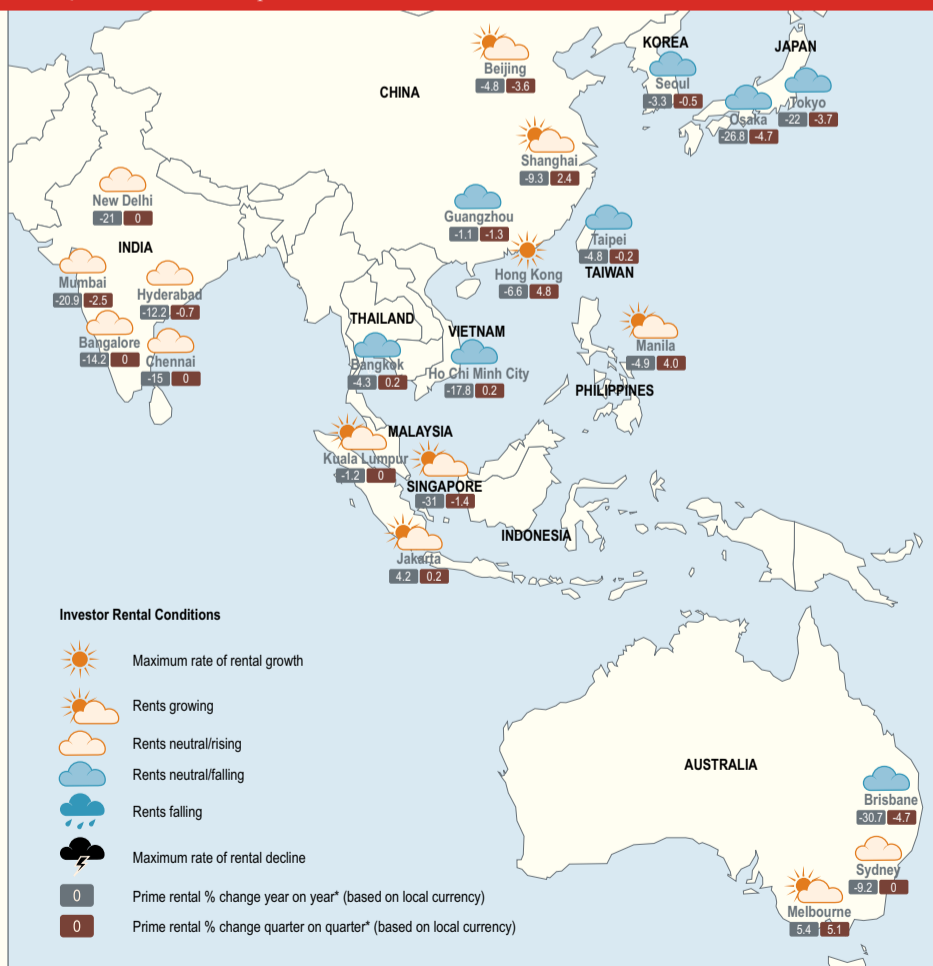 KOREA
JAPAN
CHINA
Beijing
-4.8 -3.6
Seoul
-3.3 -0.5
Tokyo
-22 -3.7
Osaka
-26.8 -4.7
Shanghai
-9.3 2.4
New Delhi
-21 0
Guangzhou
-1.1 -1.3
Taipei
-4.8 -0.2
TAIWAN
INDIA
Hong Kong
-6.6 4.8
Mumbai
-20.9 -2.5
Hyderabad
-12.2 -0.7
Bangalore
-14.2 0
Chennai
-15 0
THAILAND
VIETNAM
Bangkok
-4.3 0.2
Ho Chi Minh City
-17.8 0.2
Manila
-4.9 4.0
PHILIPPINES
MALAYSIA
Kuala Lumpur
-1.2 0
SINGAPORE
-31 -1.4
INDONESIA
Jakarta
4.2 0.2
Investor Rental Conditions
Maximum rate of rental growth
Rents growing
Rents neutral/rising
Rents neutral/falling
Rents falling
Maximum rate of rental decline
0 Prime rental % change year on year* (based on local currency)
0 Prime rental % change quarter on quarter* (based on local currency)
AUSTRALIA
Brisbane
-30.7 -4.7
Sydney
-9.2 0
Melbourne
5.4 5.1